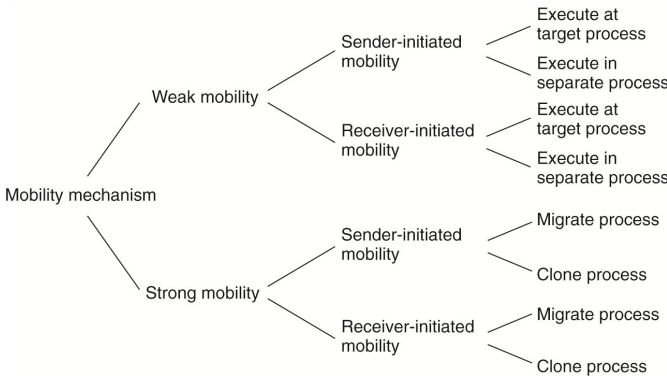 Execute at
target process
Sender-initiated
mobility
Execute in
separate process
Weak mobility
Execute at
target process
Receiver-initiated
mobility
Execute in
separate process
Mobility mechanism
Migrate process
Sender-initiated
mobility
Clone process
Strong mobility
Migrate process
Receiver-initiated
mobility
Clone process